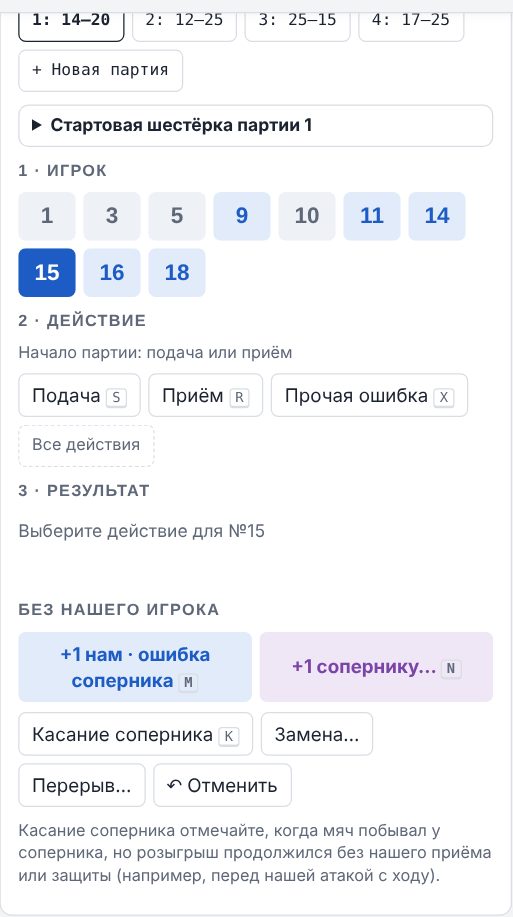 1: 14–20 2: 12–25 3: 25–15 4: 17–25
+ Новая партия
▶ Стартовая шестёрка партии 1
1 · ИГРОК
1 3 5 9 10 11 14
15 16 18
2 · ДЕЙСТВИЕ
Начало партии: подача или приём
Подача S Приём R Прочая ошибка X
Все действия
3 · РЕЗУЛЬТАТ
Выберите действие для №15
БЕЗ НАШЕГО ИГРОКА
+1 нам · ошибка
соперника M
+1 сопернику... N
Касание соперника K Замена...
Перерыв... ↶ Отменить
Касание соперника отмечайте, когда мяч побывал у
соперника, но розыгрыш продолжился без нашего приёма
или защиты (например, перед нашей атакой с ходу).